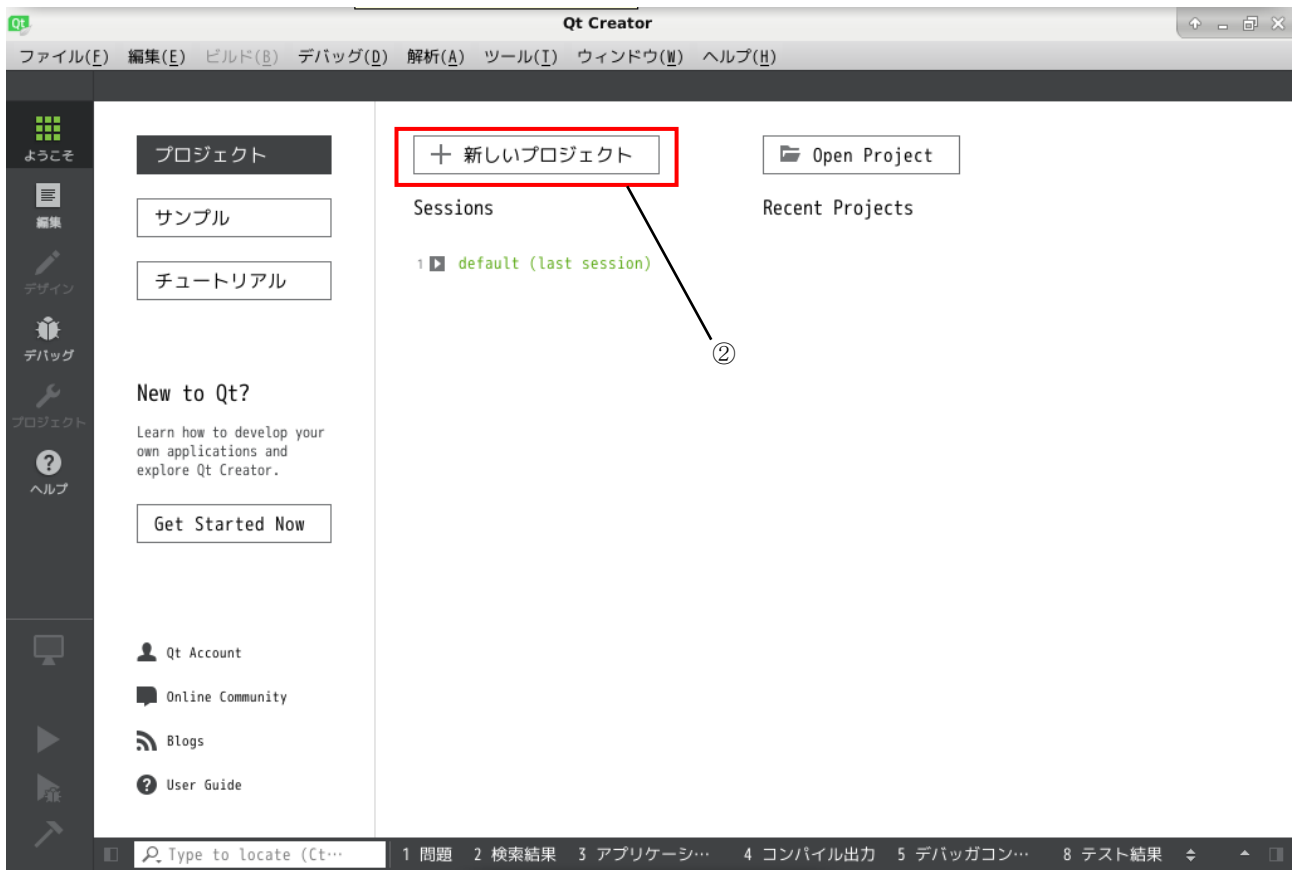 Qt Creator
ファイル(F) 編集(E) ビルド(B) デバッグ(D) 解析(A) ツール(T) ウィンドウ(W) ヘルプ(H)
ようこそ
編集
デザイン
デバッグ
プロジェクト
ヘルプ
プロジェクト
サンプル
チュートリアル
New to Qt?
Learn how to develop your
own applications and
explore Qt Creator.
Get Started Now
Qt Account
Online Community
Blogs
User Guide
新しいプロジェクト
Sessions
1 default (last session)
②
Open Project
Recent Projects
Type to locate (Ct…
1 問題 2 検索結果 3 アプリケーシ… 4 コンパイル出力 5 デバッガコン… 8 テスト結果